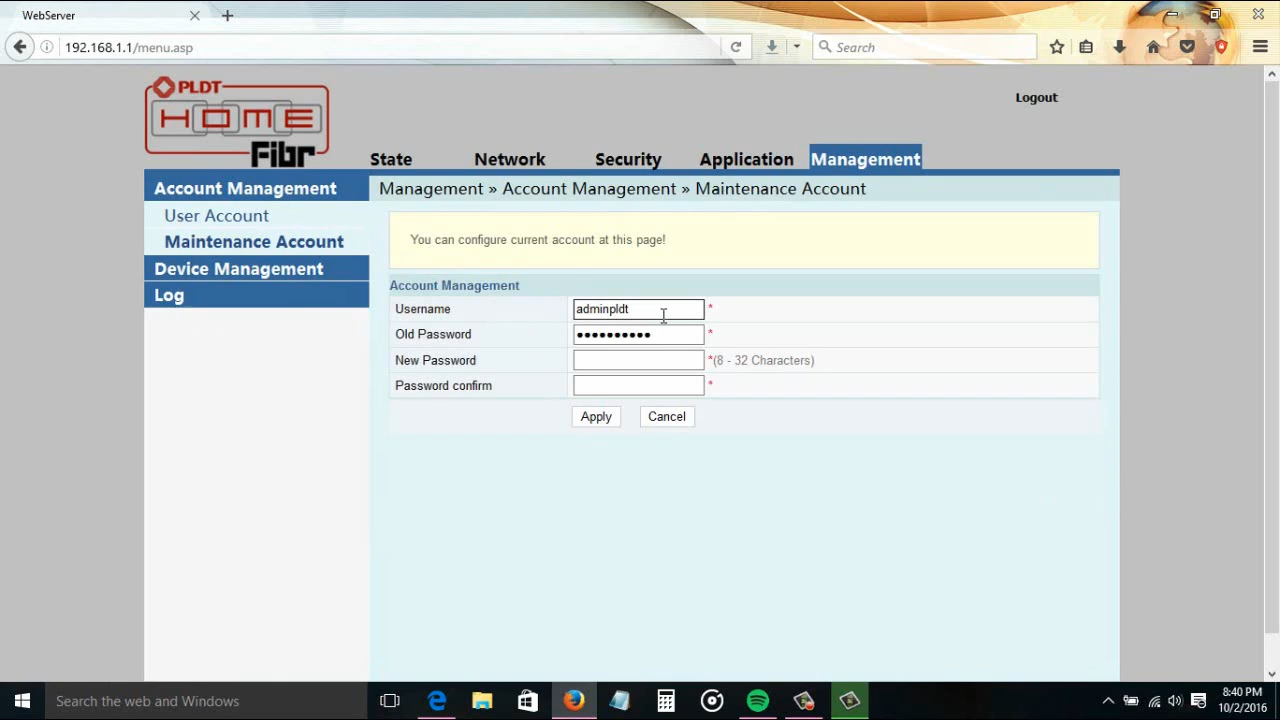 WebServer
192.168.1.1/menu.asp
Search
PLDT
HOME
Fibr
Logout
State
Network
Security
Application
Management
Account Management
User Account
Maintenance Account
Device Management
Log
Management » Account Management » Maintenance Account
You can configure current account at this page!
Account Management
Username adminpldt *
Old Password ●●●●●●●●●● *
New Password *(8 - 32 Characters)
Password confirm *
Apply Cancel
Search the web and Windows
8:40 PM
10/2/2016